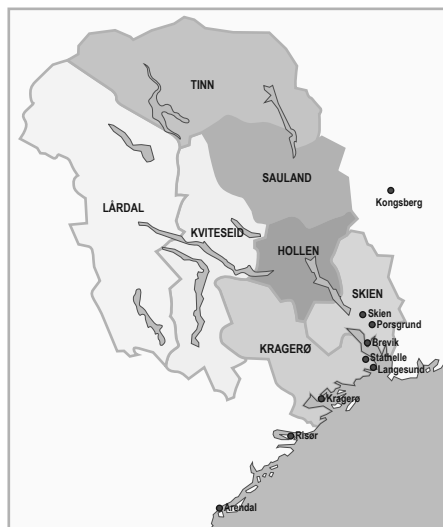 TINN
SAULAND
Kongsberg
LÅRDAL
KVITESEID
HOLLEN
SKIEN
Skien
Porsgrund
Brevik
KRAGERØ
Stathelle
Langesund
Kragerø
Risør
Arendal